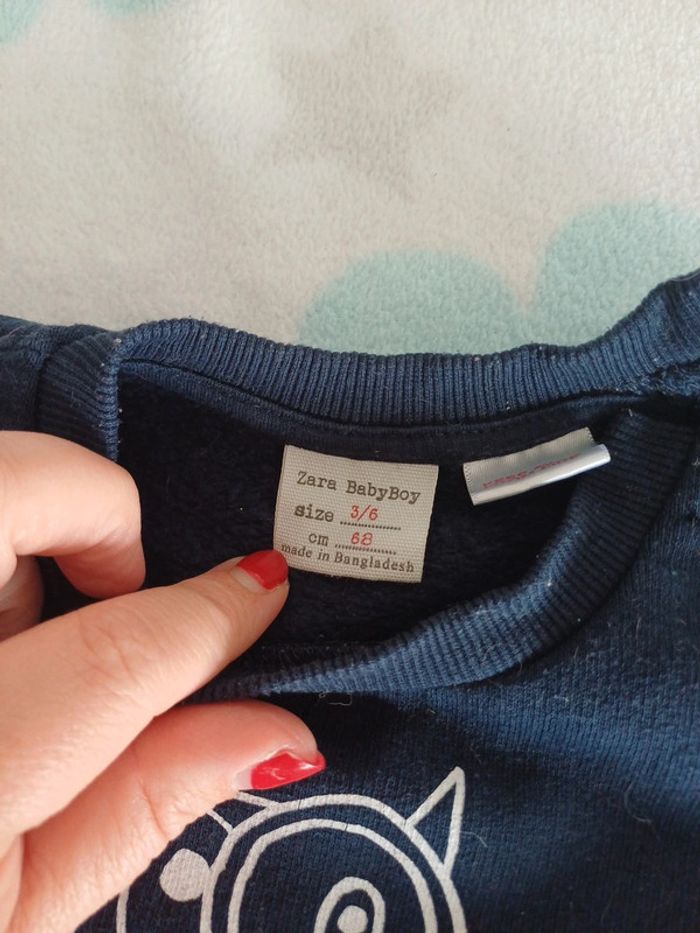 Zara BabyBoy
size 3/6
cm 68
made in Bangladesh